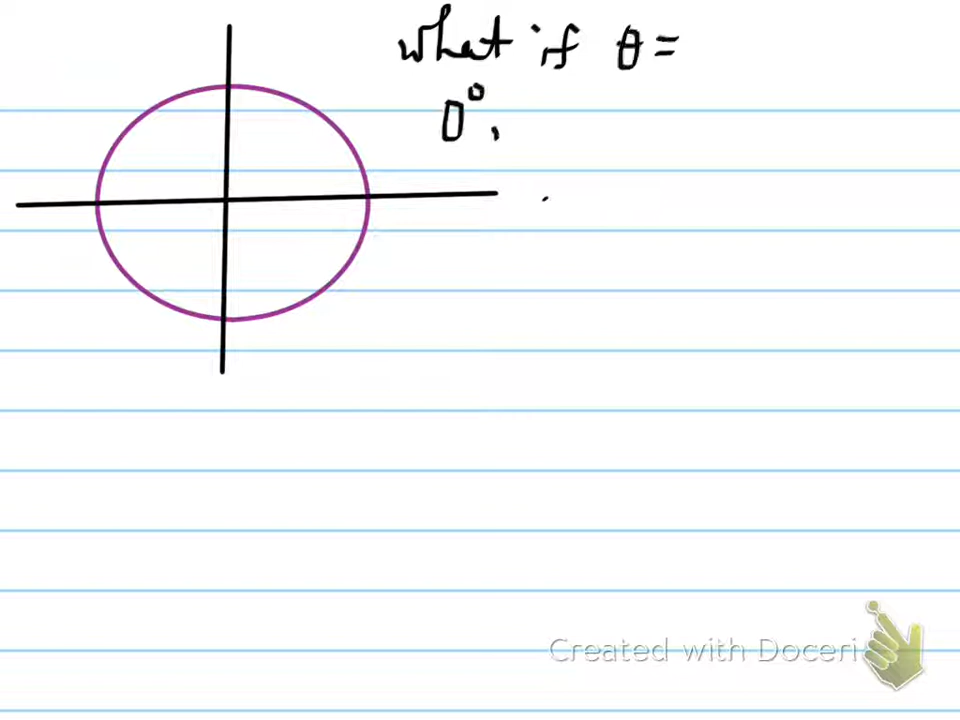 what if θ=
0°,
Created with Doceri